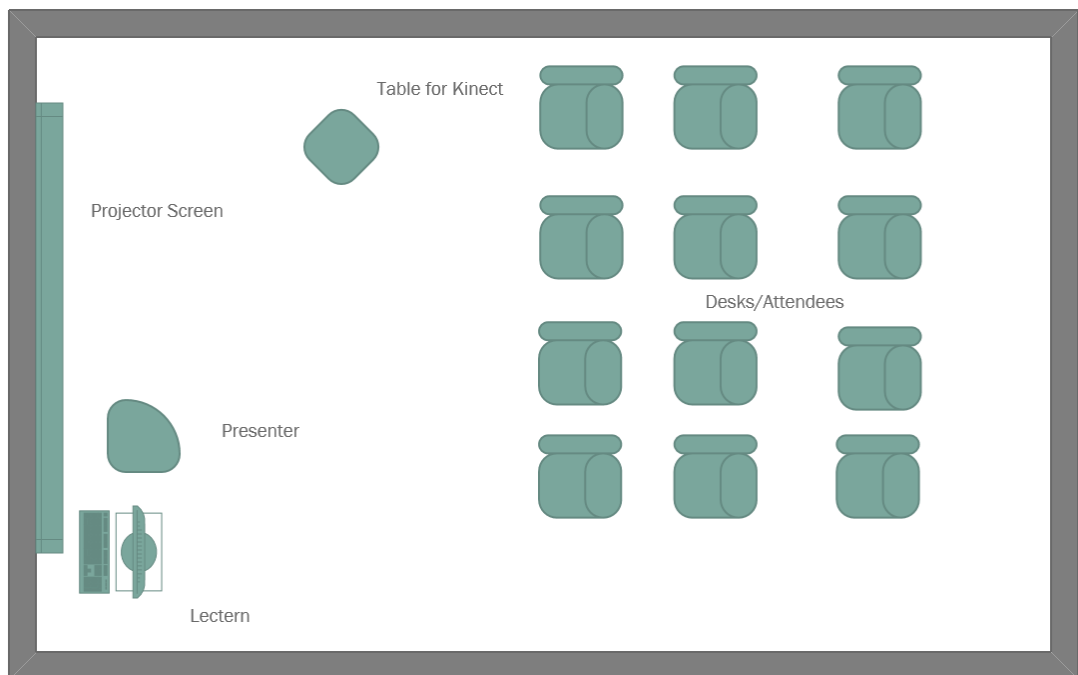 Table for Kinect
Projector Screen
Desks/Attendees
Presenter
Lectern